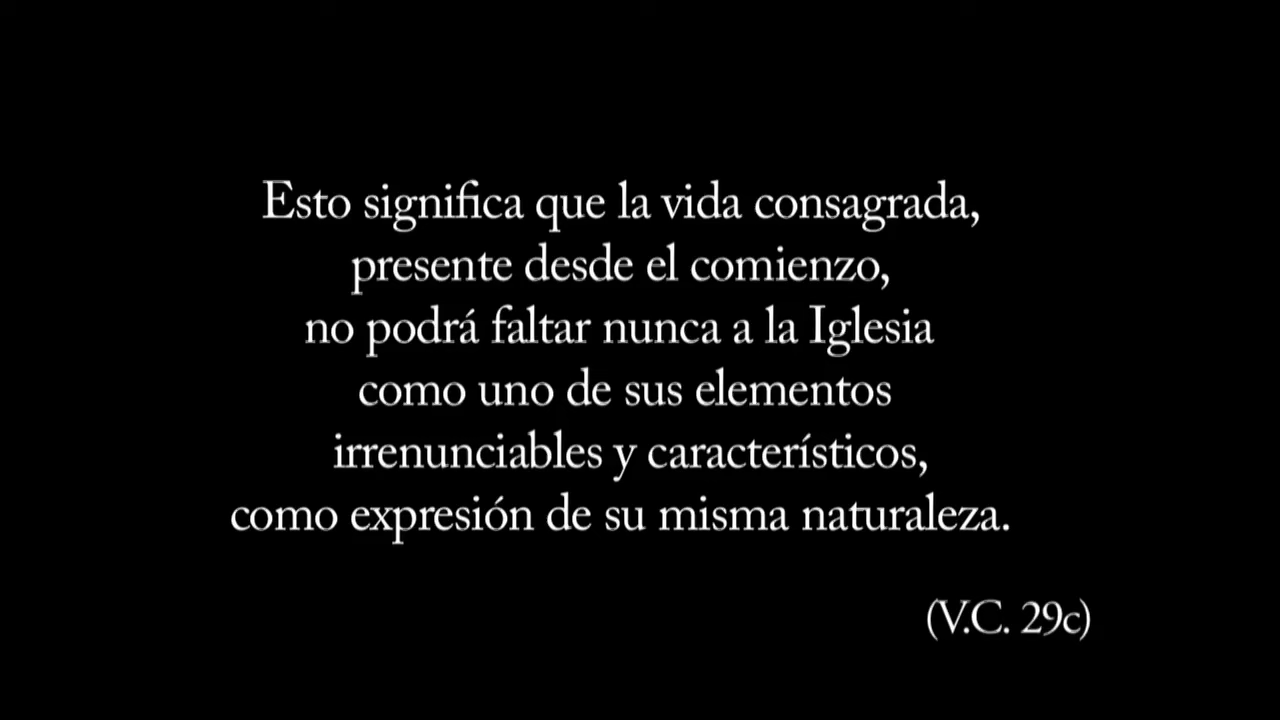 Esto significa que la vida consagrada,
presente desde el comienzo,
no podrá faltar nunca a la Iglesia
como uno de sus elementos
irrenunciables y característicos,
como expresión de su misma naturaleza.
(V.C. 29c)